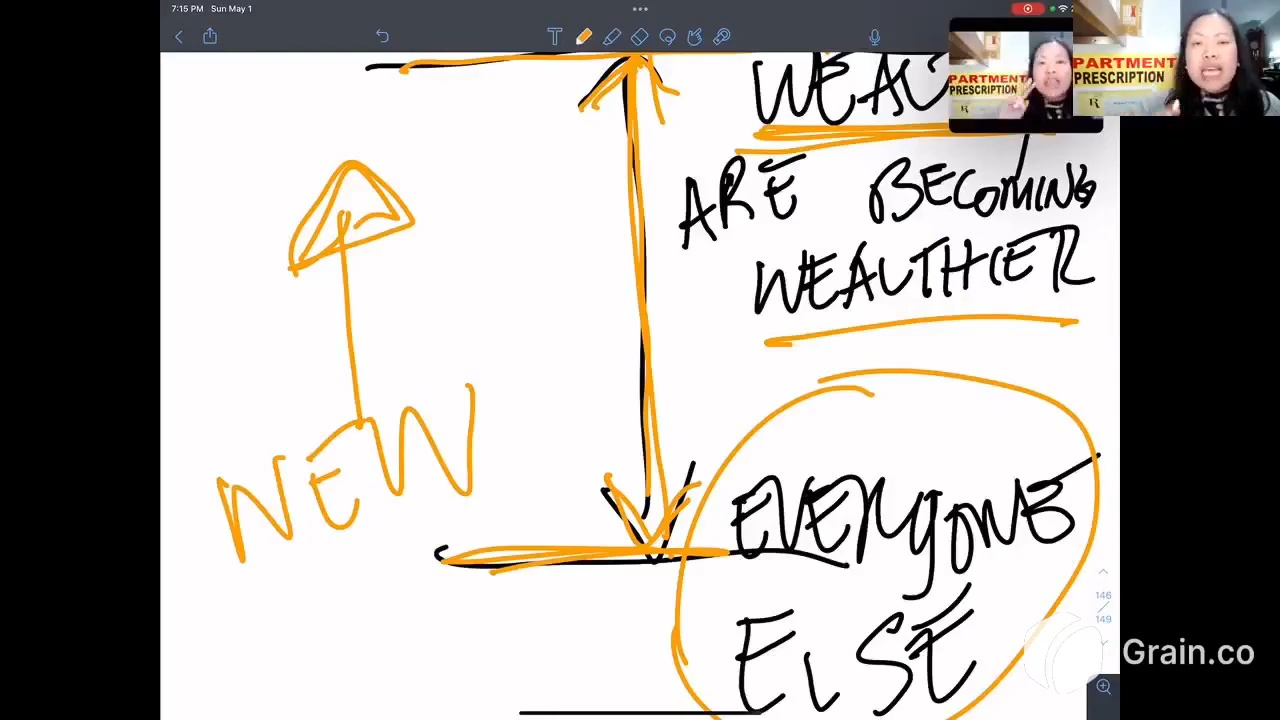 7:15 PM Sun May 1
T
PARTMENT
PRESCRIPTION
PARTMENT
PRESCRIPTION
ARE BECOMING
WEALTHIER
NEW
EVERYONE
ELSE
146
149
Grain.co